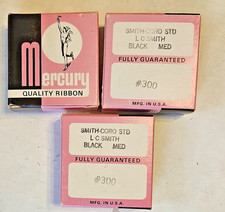 Mercury
QUALITY RIBBON
SMITH-CORO STD
L C SMITH
BLACK MED
FULLY GUARANTEED
#300
MFG. IN U.S.A.
SMITH-CORO STD
L C SMITH
BLACK MED
FULLY GUARANTEED
#300
MFG. IN U.S.A.